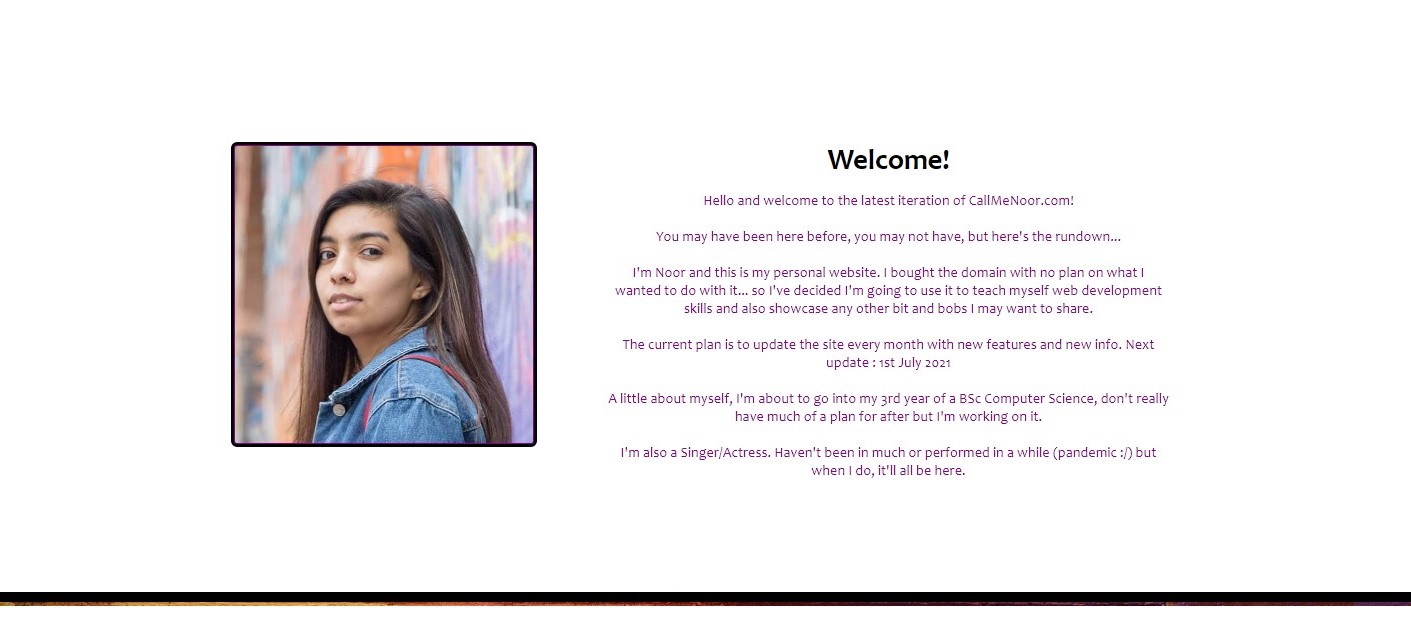 Welcome!
Hello and welcome to the latest iteration of CallMeNoor.com!
You may have been here before, you may not have, but here's the rundown...
I'm Noor and this is my personal website. I bought the domain with no plan on what I
wanted to do with it... so I've decided I'm going to use it to teach myself web development
skills and also showcase any other bit and bobs I may want to share.
The current plan is to update the site every month with new features and new info. Next
update : 1st July 2021
A little about myself, I'm about to go into my 3rd year of a BSc Computer Science, don't really
have much of a plan for after but I'm working on it.
I'm also a Singer/Actress. Haven't been in much or performed in a while (pandemic :/) but
when I do, it'll all be here.